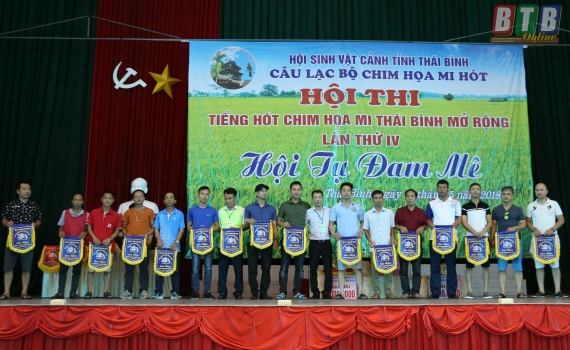 BTB
Online
HỘI SINH VẬT CẢNH TỈNH THÁI BÌNH
CÂU LẠC BỘ CHIM HỌA MI HÓT
HỘI THI
TIẾNG HÓT CHIM HỌA MI THÁI BÌNH MỞ RỘNG
LẦN THỨ IV
Hội Tụ Đam Mê
2018